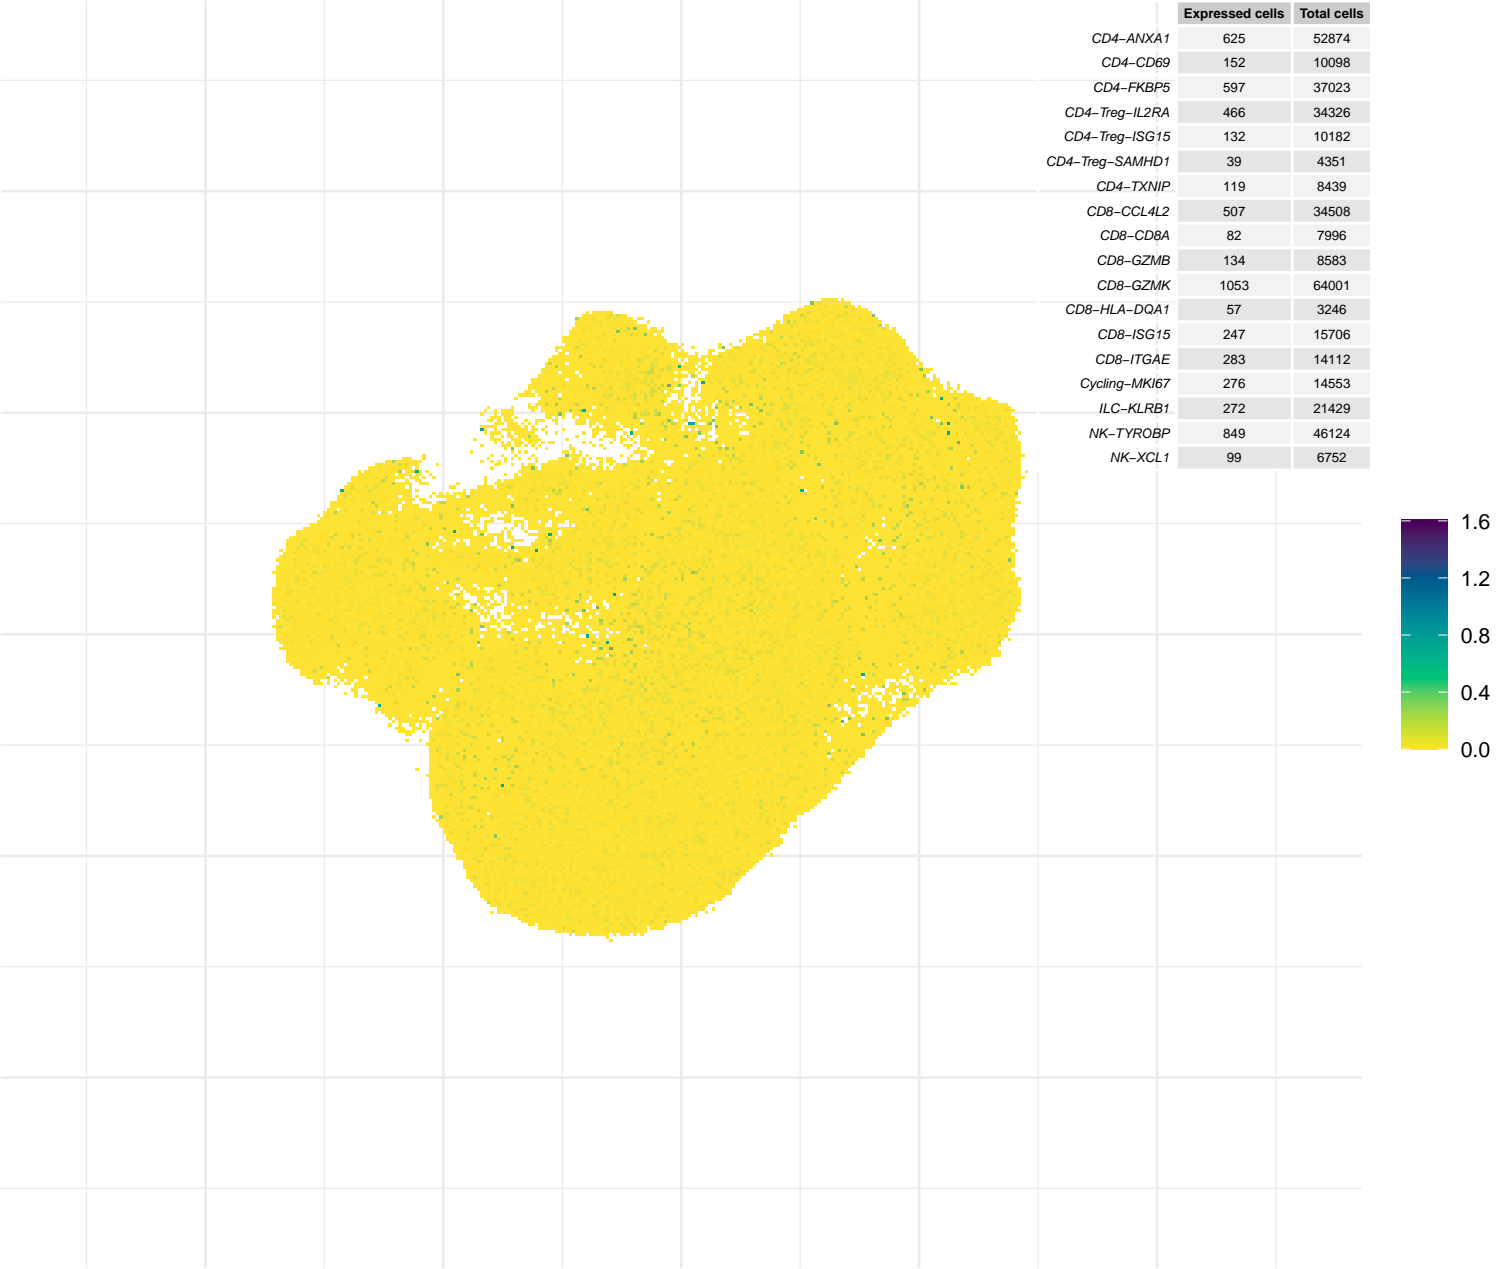 Expressed cells Total cells
CD4−ANXA1 625 52874
CD4−CD69 152 10098
CD4−FKBP5 597 37023
CD4−Treg−IL2RA 466 34326
CD4−Treg−ISG15 132 10182
CD4−Treg−SAMHD1 39 4351
CD4−TXNIP 119 8439
CD8−CCL4L2 507 34508
CD8−CD8A 82 7996
CD8−GZMB 134 8583
CD8−GZMK 1053 64001
CD8−HLA−DQA1 57 3246
CD8−ISG15 247 15706
CD8−ITGAE 283 14112
Cycling−MKI67 276 14553
ILC−KLRB1 272 21429
NK−TYROBP 849 46124
NK−XCL1 99 6752
1.6
1.2
0.8
0.4
0.0